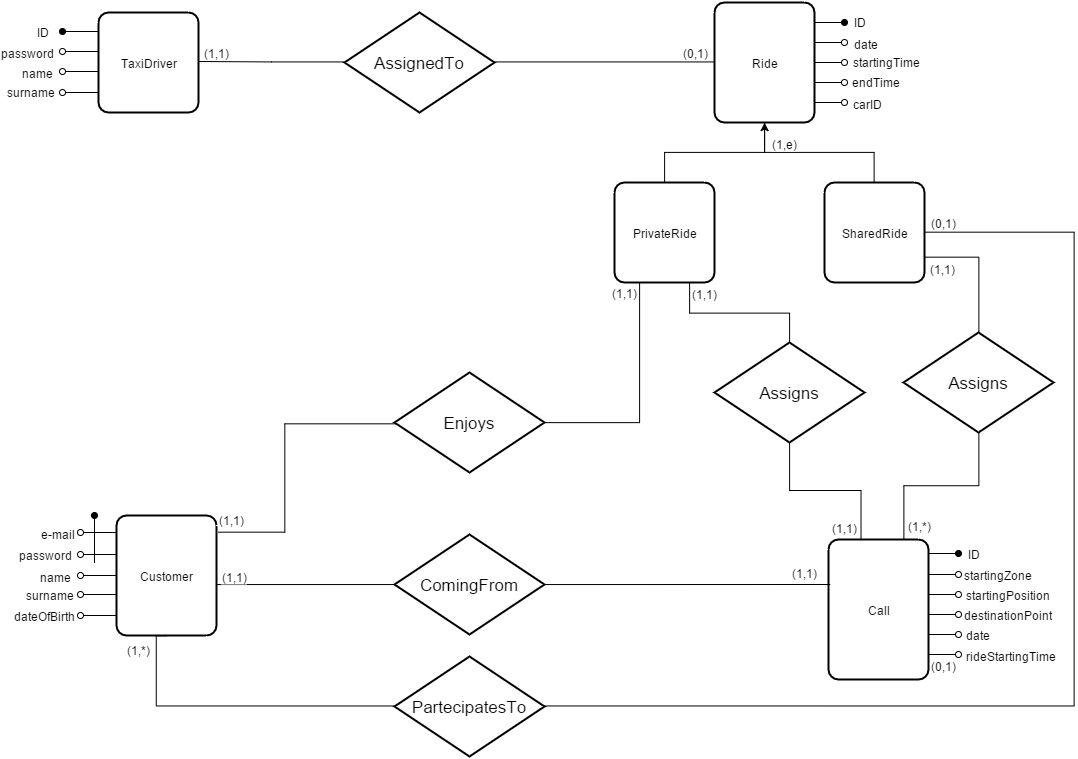 ID
password
name
surname
TaxiDriver
(1,1)
AssignedTo
(0,1)
Ride
ID
date
startingTime
endTime
carID
(1,e)
PrivateRide
SharedRide
(0,1)
(1,1)
(1,1)
(1,1)
Assigns
Assigns
Enjoys
e-mail
password
name
surname
dateOfBirth
Customer
(1,1)
(1,1)
(1,*)
ComingFrom
(1,1)
(1,1)
(1,*)
Call
ID
startingZone
startingPosition
destinationPoint
date
rideStartingTime
(0,1)
PartecipatesTo